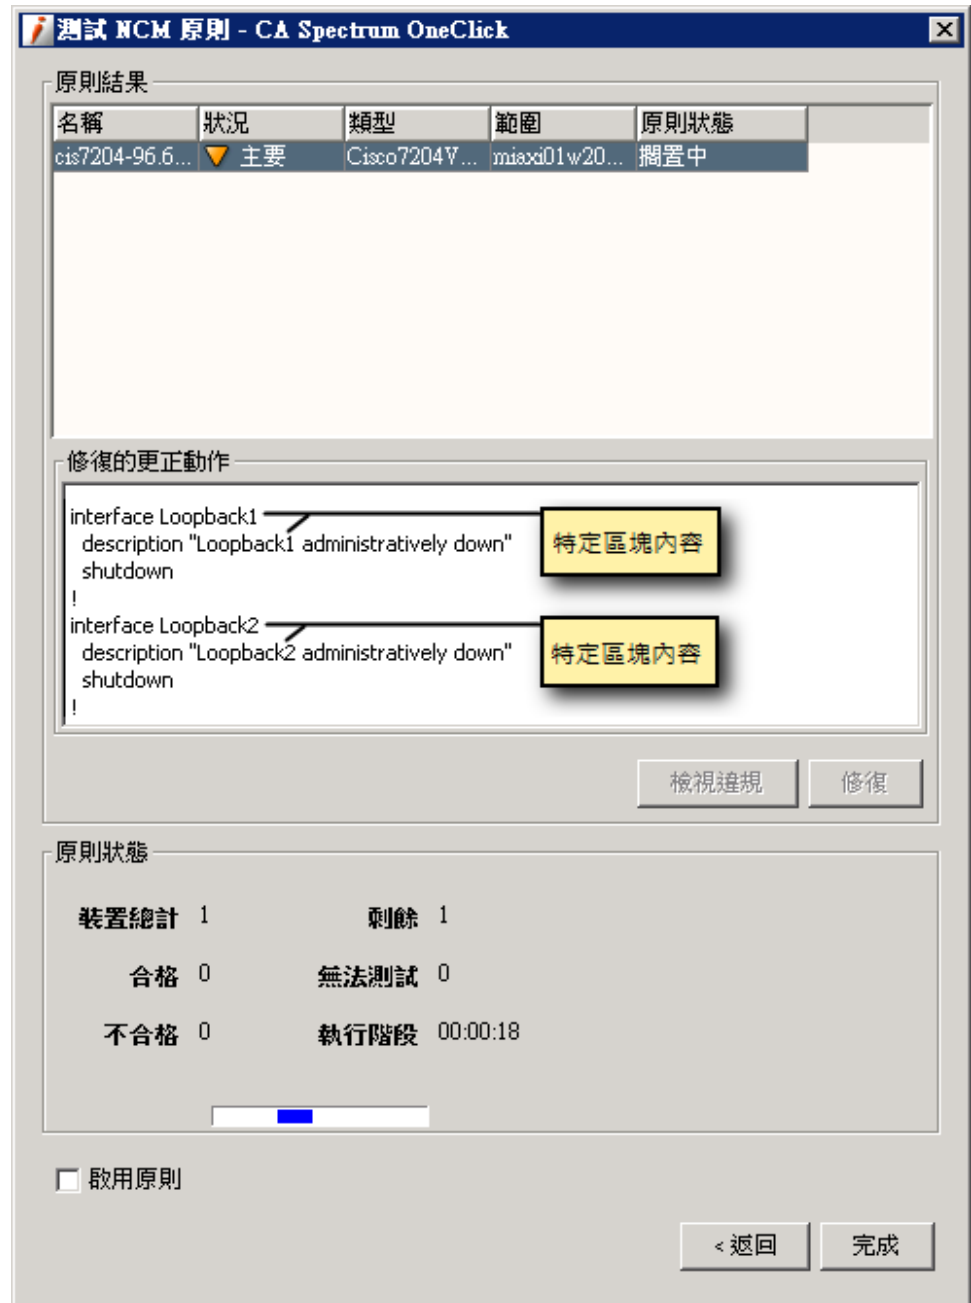 測試 NCM 原則 - CA Spectrum OneClick
原則結果
名稱 狀況 類型 範圍 原則狀態
cis7204-96.6... 主要 Cisco7204V... miaxi01w20... 擱置中
修復的更正動作
interface Loopback1
description "Loopback1 administratively down"
shutdown
!
特定區塊內容
interface Loopback2
description "Loopback2 administratively down"
shutdown
!
特定區塊內容
檢視違規 修復
原則狀態
裝置總計 1 剩餘 1
合格 0 無法測試 0
不合格 0 執行階段 00:00:18
啟用原則
< 返回 完成